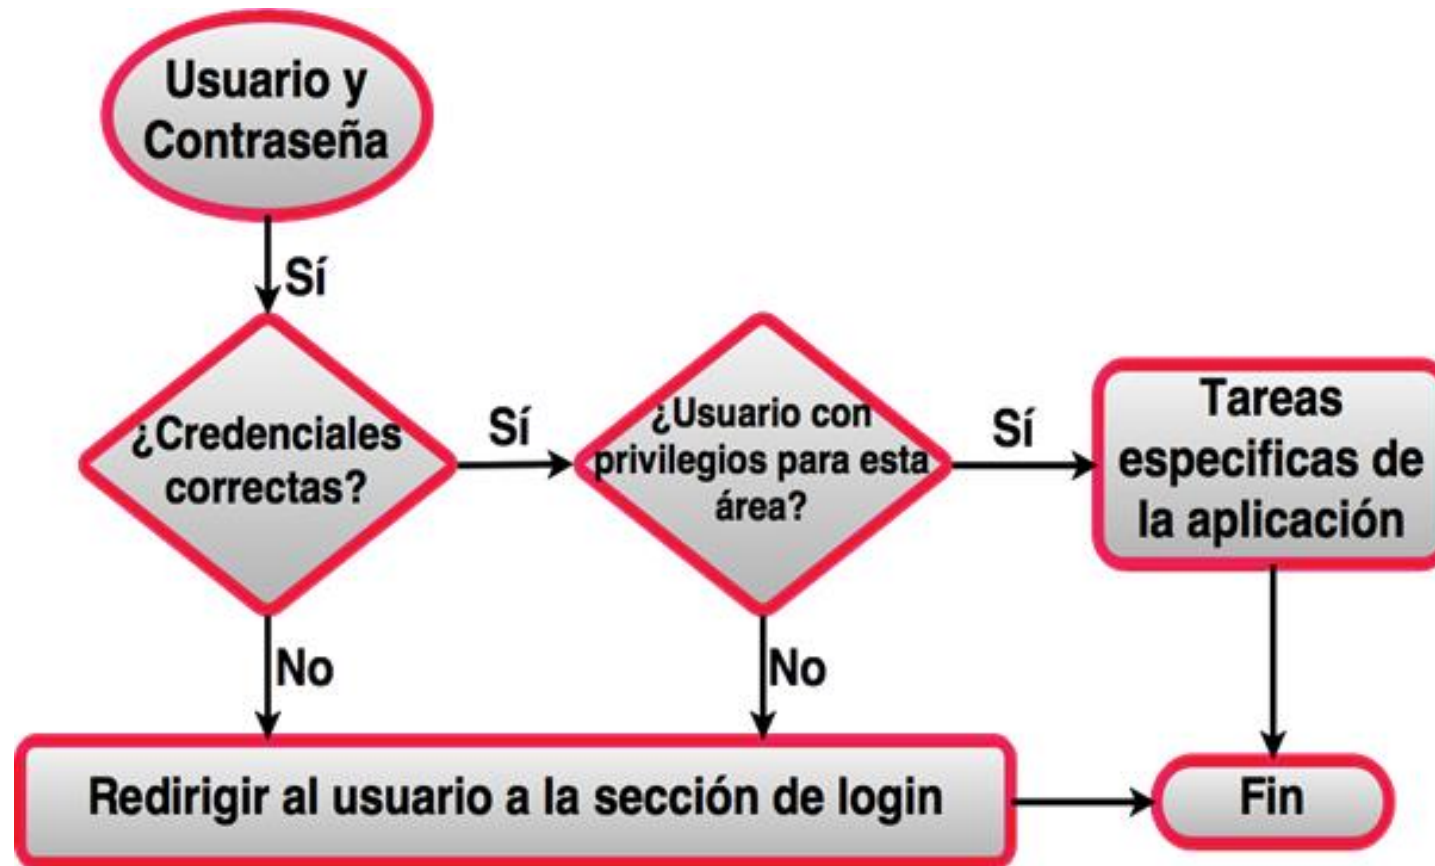 Usuario y
Contraseña
Sí
¿Credenciales
correctas?
Sí
¿Usuario con
privilegios para esta
área?
Sí
Tareas
especificas de
la aplicación
No
No
Redirigir al usuario a la sección de login
Fin